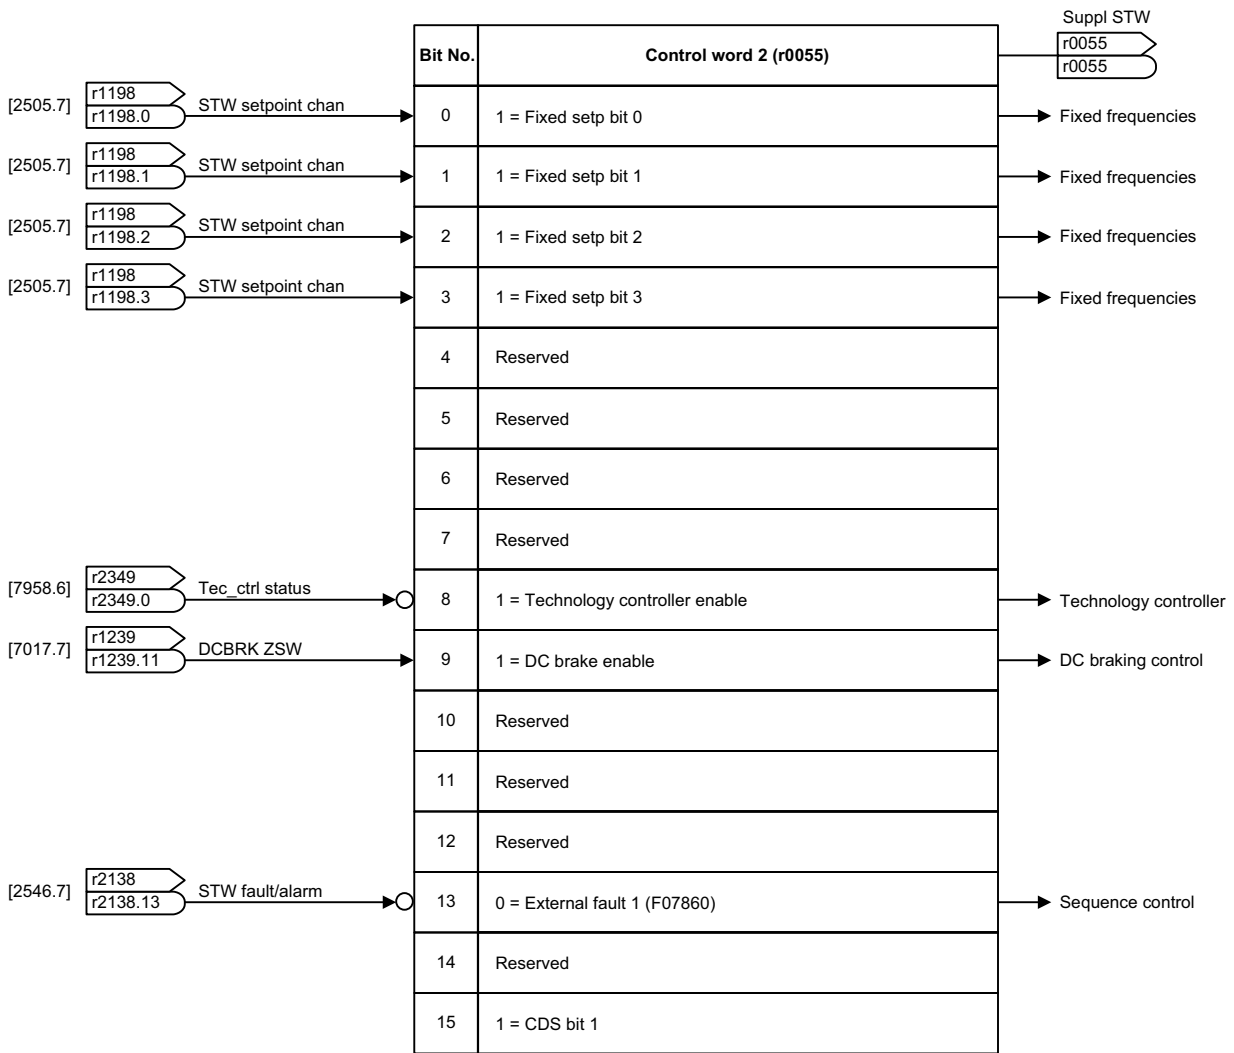 Suppl STW
Bit No. Control word 2 (r0055) r0055
r0055
[2505.7] r1198 STW setpoint chan
r1198.0 0 1 = Fixed setp bit 0 Fixed frequencies
[2505.7] r1198 STW setpoint chan
r1198.1 1 1 = Fixed setp bit 1 Fixed frequencies
[2505.7] r1198 STW setpoint chan
r1198.2 2 1 = Fixed setp bit 2 Fixed frequencies
[2505.7] r1198 STW setpoint chan
r1198.3 3 1 = Fixed setp bit 3 Fixed frequencies
4 Reserved
5 Reserved
6 Reserved
7 Reserved
[7958.6] r2349 Tec_ctrl status
r2349.0 8 1 = Technology controller enable Technology controller
[7017.7] r1239 DCBRK ZSW
r1239.11 9 1 = DC brake enable DC braking control
10 Reserved
11 Reserved
12 Reserved
[2546.7] r2138 STW fault/alarm
r2138.13 13 0 = External fault 1 (F07860) Sequence control
14 Reserved
15 1 = CDS bit 1